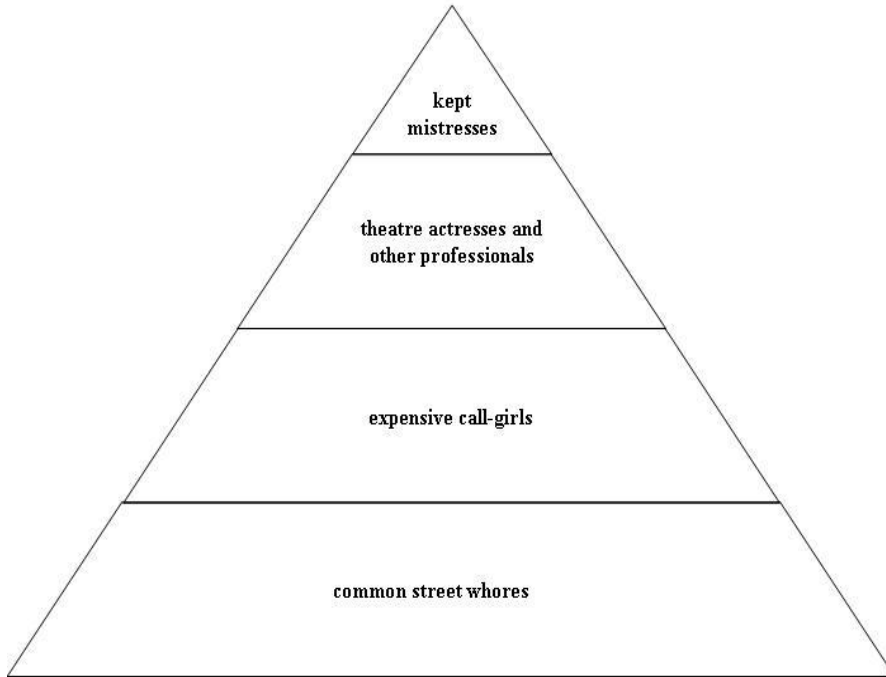 kept
mistresses
theatre actresses and
other professionals
expensive call-girls
common street whores